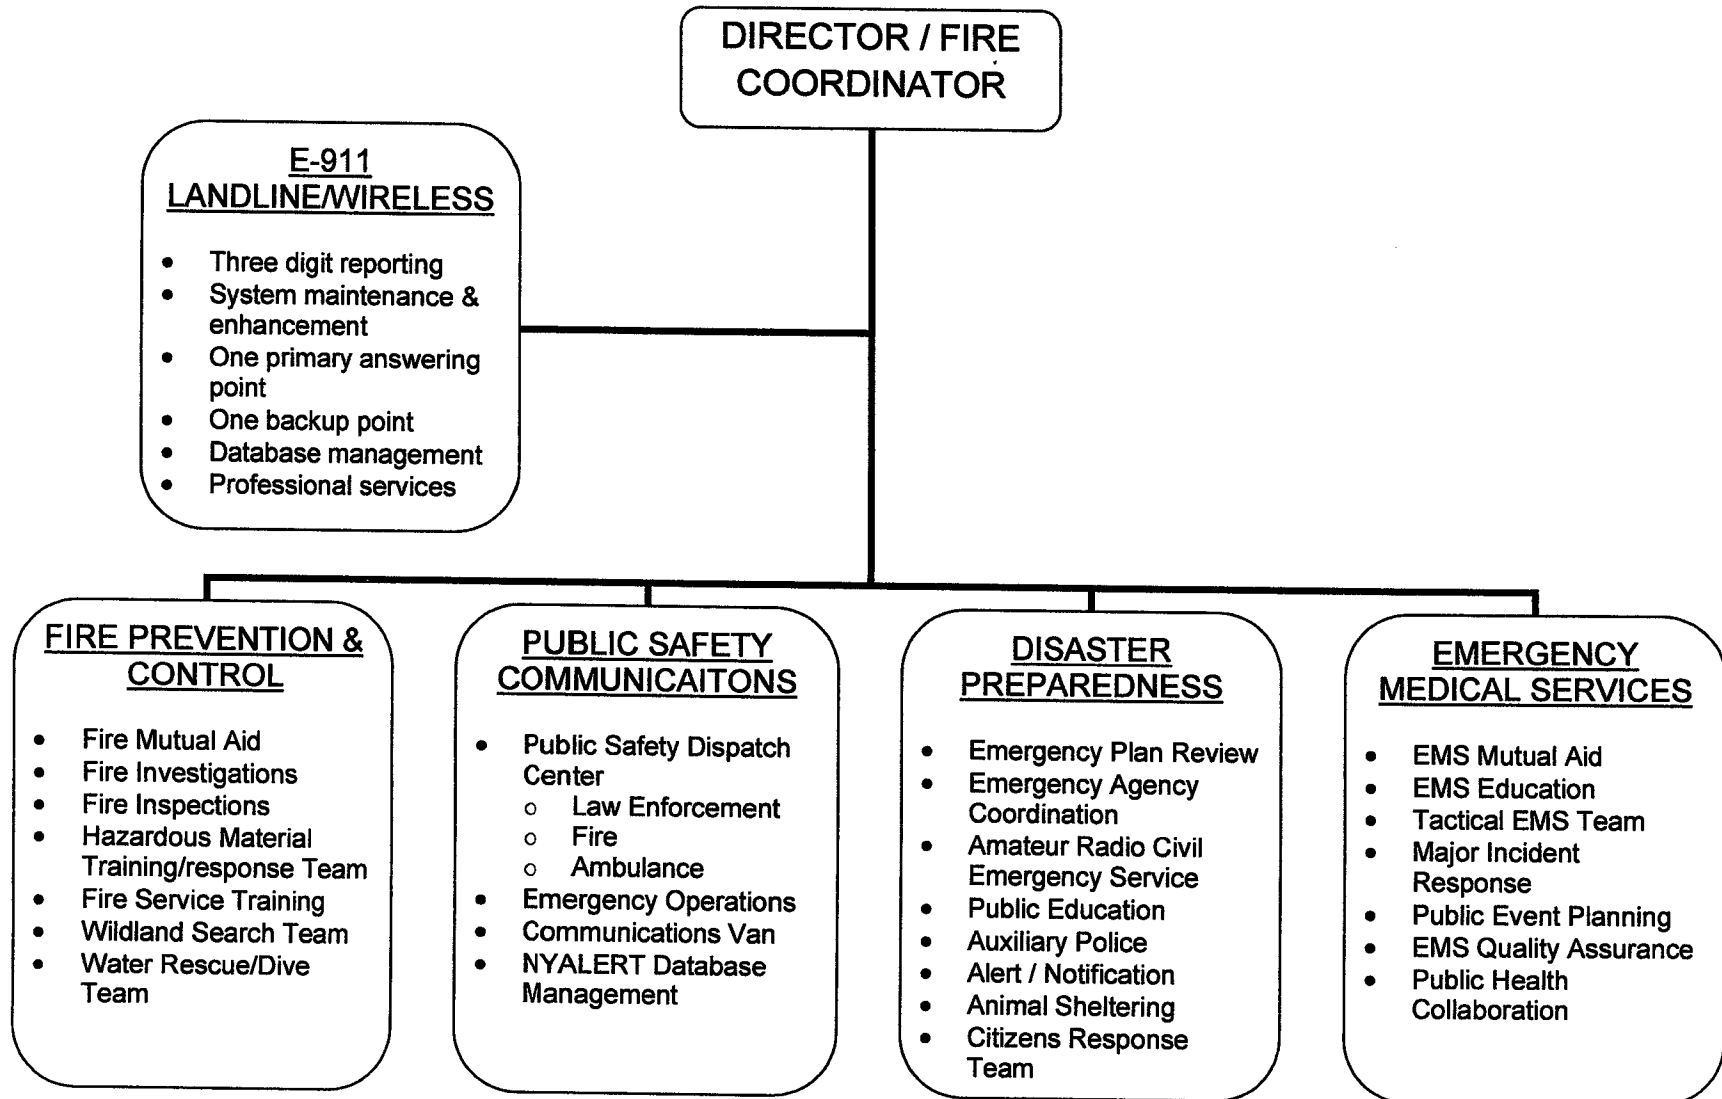 DIRECTOR / FIRE
COORDINATOR
E-911
LANDLINE/WIRELESS
• Three digit reporting
• System maintenance &
enhancement
• One primary answering
point
• One backup point
• Database management
• Professional services
FIRE PREVENTION &
CONTROL
• Fire Mutual Aid
• Fire Investigations
• Fire Inspections
• Hazardous Material
Training/response Team
• Fire Service Training
• Wildland Search Team
• Water Rescue/Dive
Team
PUBLIC SAFETY
COMMUNICAITONS
• Public Safety Dispatch
Center
o Law Enforcement
o Fire
o Ambulance
• Emergency Operations
• Communications Van
• NYALERT Database
Management
DISASTER
PREPAREDNESS
• Emergency Plan Review
• Emergency Agency
Coordination
• Amateur Radio Civil
Emergency Service
• Public Education
• Auxiliary Police
• Alert / Notification
• Animal Sheltering
• Citizens Response
Team
EMERGENCY
MEDICAL SERVICES
• EMS Mutual Aid
• EMS Education
• Tactical EMS Team
• Major Incident
Response
• Public Event Planning
• EMS Quality Assurance
• Public Health
Collaboration